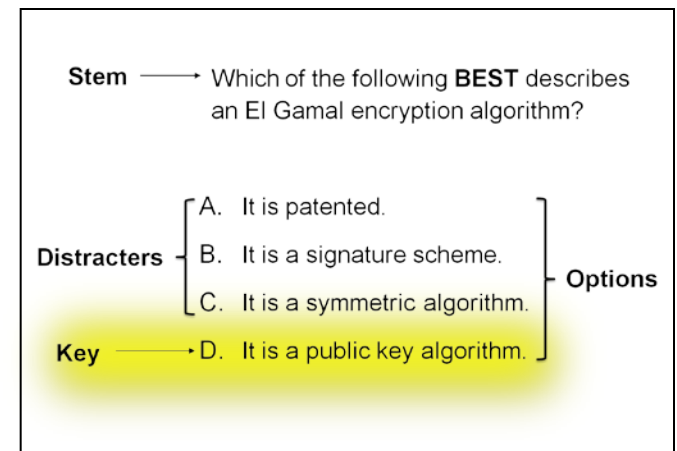 Stem Which of the following BEST describes
an El Gamal encryption algorithm?
A. It is patented.
Distracters B. It is a signature scheme.
Options
C. It is a symmetric algorithm.
Key D. It is a public key algorithm.